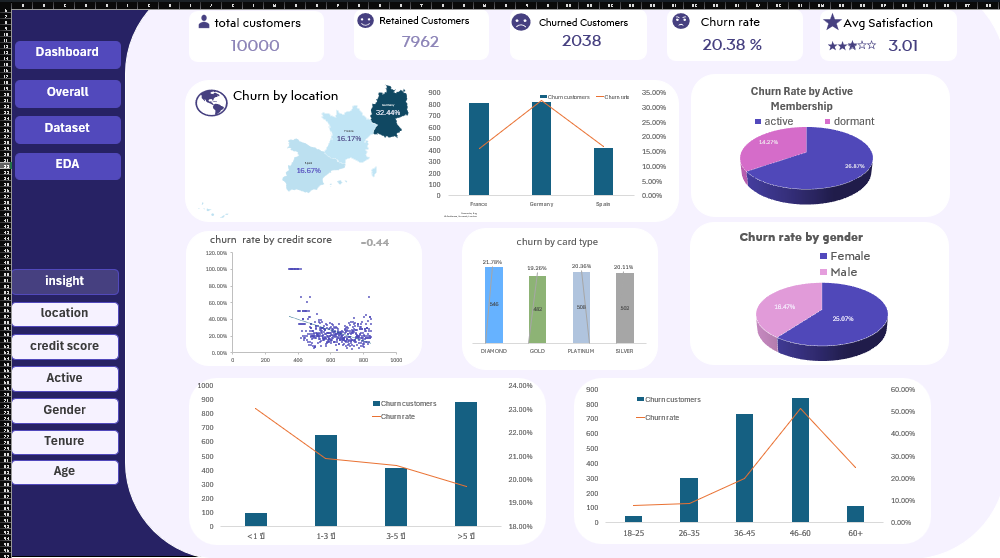 total customers
10000
Retained Customers
7962
Churned Customers
2038
Churn rate
20.38 %
Avg Satisfaction
3.01
Dashboard
Overall
Dataset
EDA
insight
location
credit score
Active
Gender
Tenure
Age
Churn by location
32.44%
16.17%
16.67%
Churn customers
Churn rate
900
800
700
600
500
400
300
200
100
0
35.00%
30.00%
25.00%
20.00%
15.00%
10.00%
5.00%
0.00%
France
Germany
Spain
Churn Rate by Active
Membership
active
dormant
14.27%
26.87%
churn rate by credit score
-0.44
120.00%
100.00%
80.00%
60.00%
40.00%
20.00%
0.00%
0
200
400
600
800
1000
churn by card type
21.78%
19.26%
20.36%
20.11%
546
482
508
502
DIAMOND
GOLD
PLATINUM
SILVER
Churn rate by gender
Female
Male
16.47%
25.07%
Churn customers
Churn rate
1000
900
800
700
600
500
400
300
200
100
0
24.00%
23.00%
22.00%
21.00%
20.00%
19.00%
18.00%
<1 ปี
1-3 ปี
3-5 ปี
>5 ปี
Churn customers
Churn rate
900
800
700
600
500
400
300
200
100
0
60.00%
50.00%
40.00%
30.00%
20.00%
10.00%
0.00%
18-25
26-35
36-45
46-60
60+